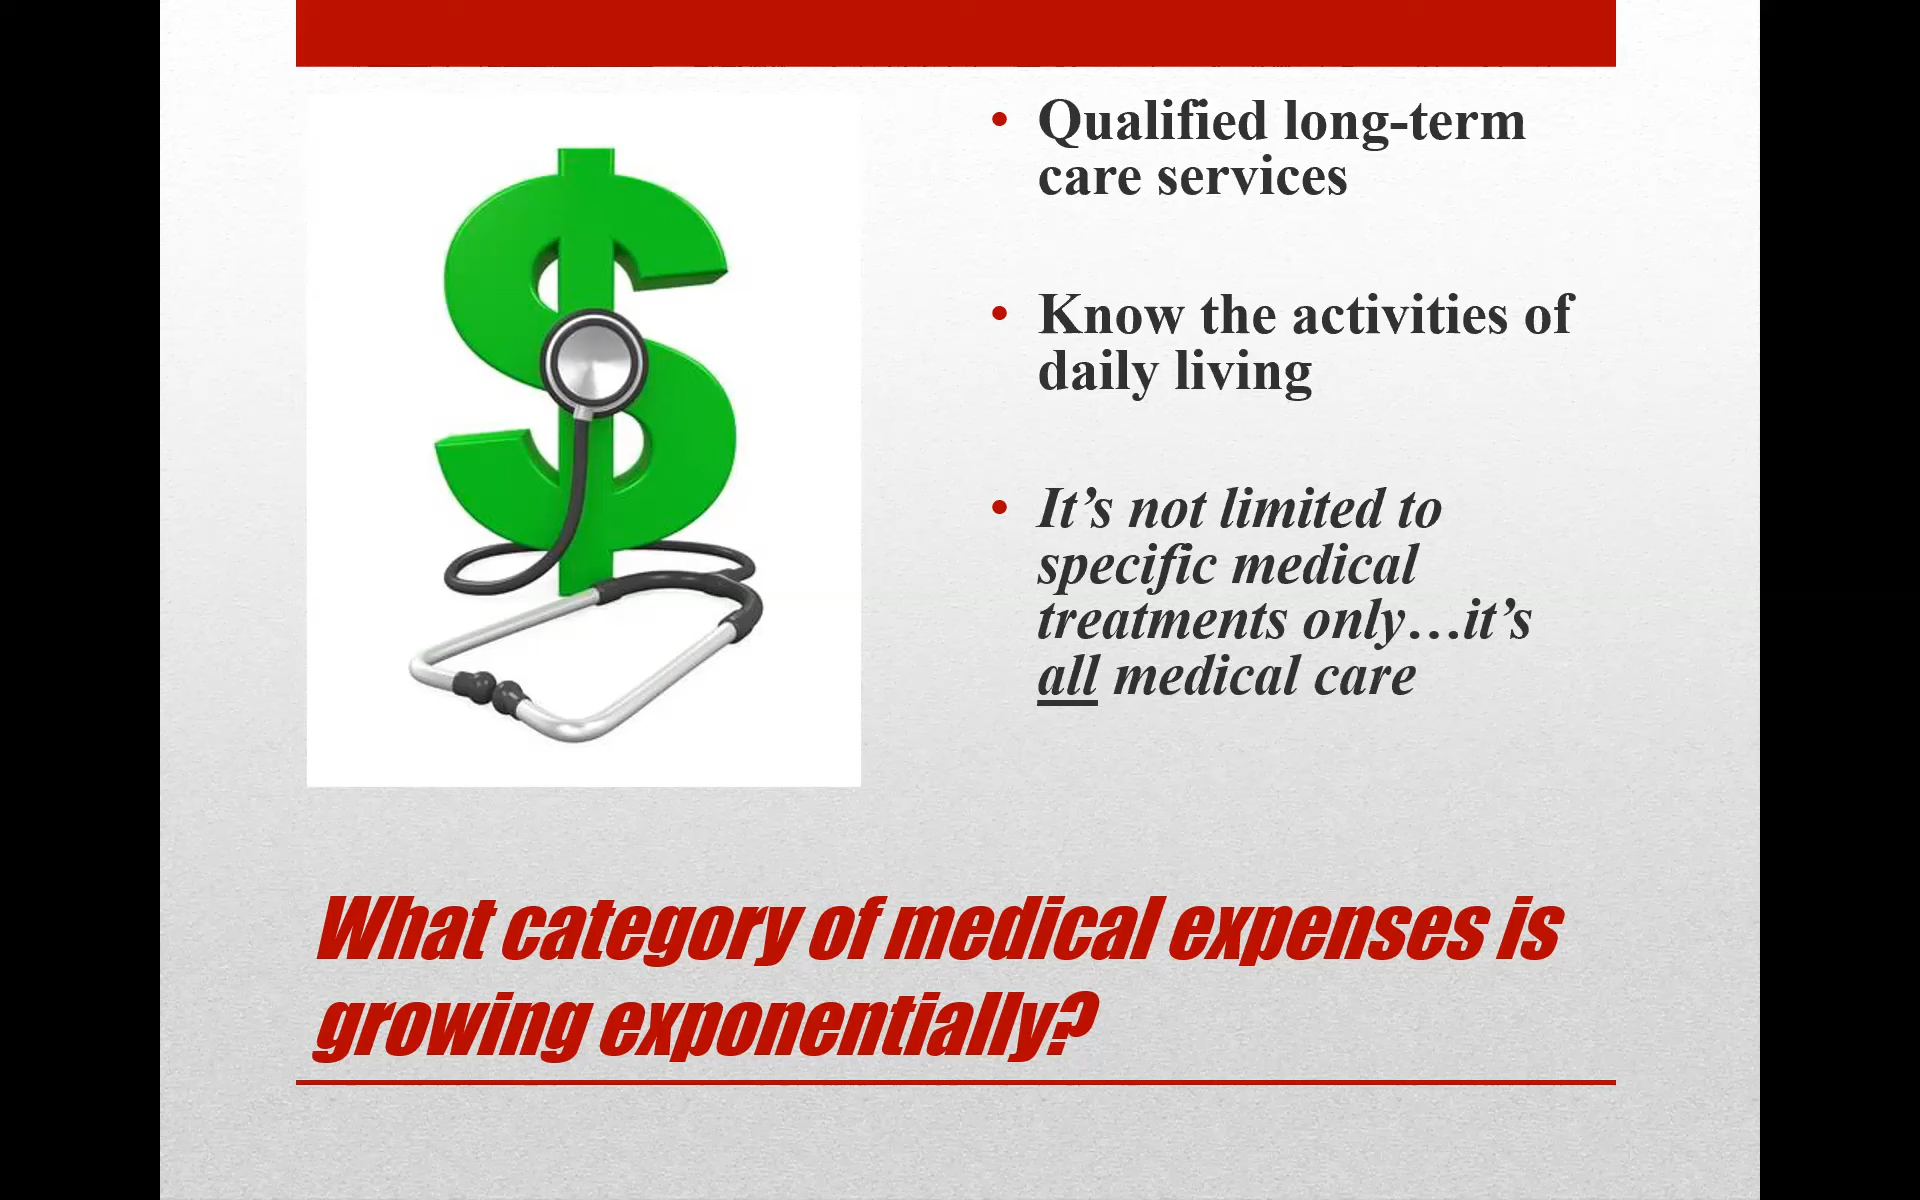 • Qualified long-term
care services
• Know the activities of
daily living
• It’s not limited to
specific medical
treatments only…it’s
all medical care
What category of medical expenses is
growing exponentially?